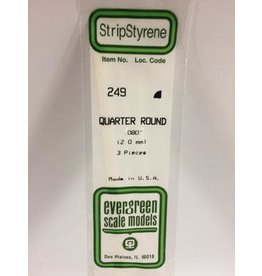 StripStyrene
Item No. Loc. Code
249
QUARTER ROUND
.080"
(2.0 mm)
3 Pieces
Made in U.S.A.
evergreen
scale models
Des Plaines, IL 60018